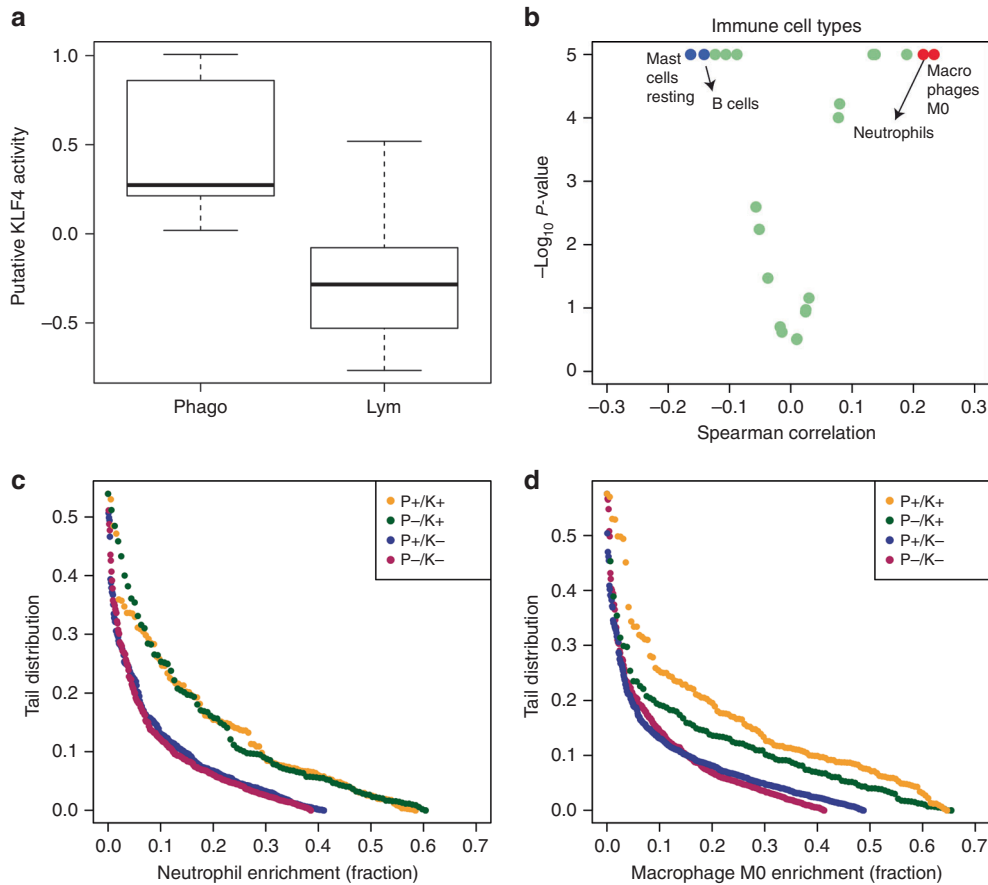 a
1.0
0.5
0.0
−0.5
Putative KLF4 activity
Phago
Lym
b
Immune cell types
5
4
3
2
1
0
−Log10 P-value
Mast
cells
resting
B cells
Macro
phages
M0
Neutrophils
−0.3
−0.2
−0.1
0.0
0.1
0.2
0.3
Spearman correlation
c
P+/K+
P−/K+
P+/K−
P−/K−
0.5
0.4
0.3
0.2
0.1
0.0
Tail distribution
0.0
0.1
0.2
0.3
0.4
0.5
0.6
0.7
Neutrophil enrichment (fraction)
d
P+/K+
P−/K+
P+/K−
P−/K−
0.5
0.4
0.3
0.2
0.1
0.0
Tail distribution
0.0
0.1
0.2
0.3
0.4
0.5
0.6
0.7
Macrophage M0 enrichment (fraction)